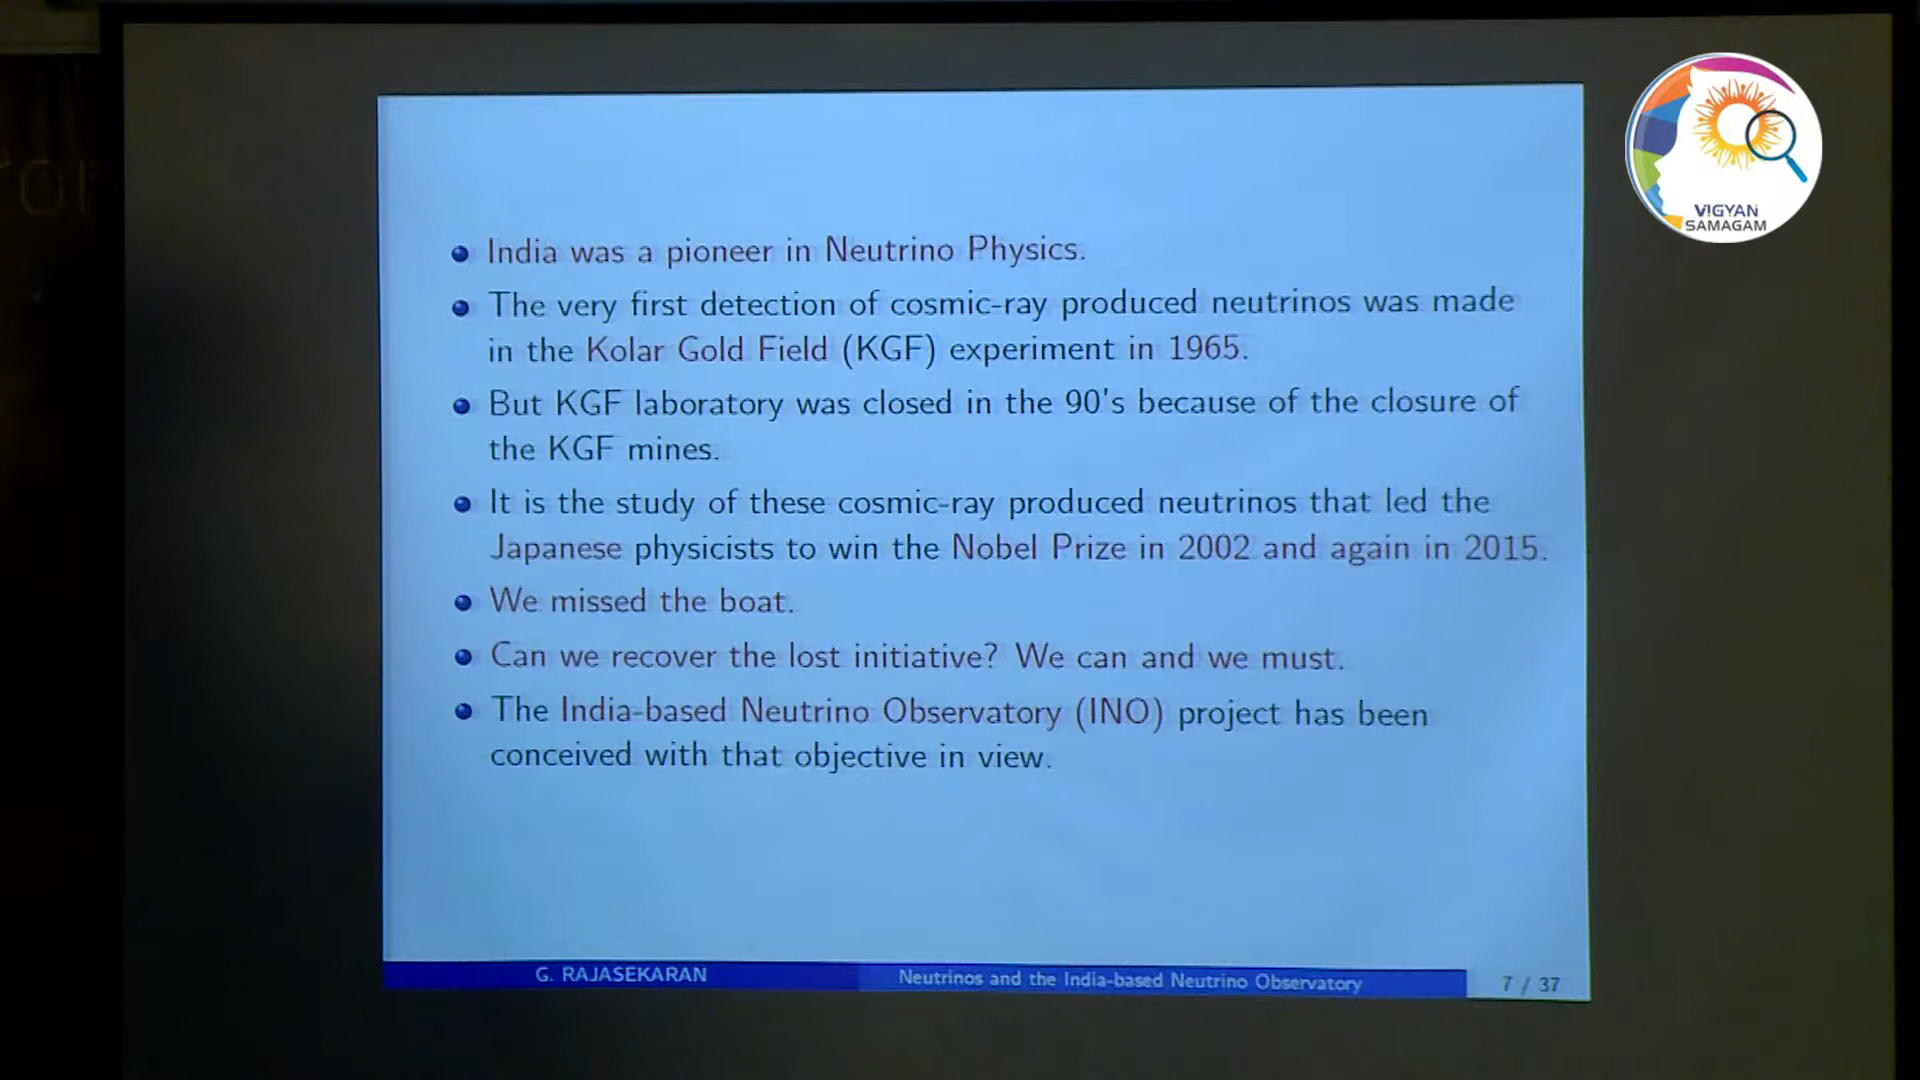 VIGYAN
SAMAGAM
India was a pioneer in Neutrino Physics.
The very first detection of cosmic-ray produced neutrinos was made
in the Kolar Gold Field (KGF) experiment in 1965.
But KGF laboratory was closed in the 90's because of the closure of
the KGF mines.
It is the study of these cosmic-ray produced neutrinos that led the
Japanese physicists to win the Nobel Prize in 2002 and again in 2015.
We missed the boat.
Can we recover the lost initiative? We can and we must.
The India-based Neutrino Observatory (INO) project has been
conceived with that objective in view.
G. RAJASEKARAN
Neutrinos and the India-based Neutrino Observatory
7 / 37